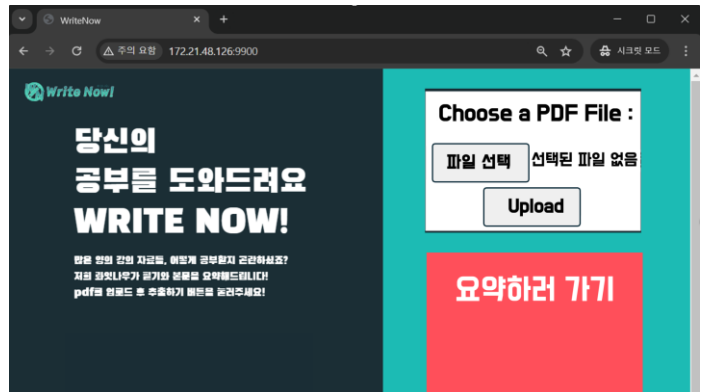 WriteNow
주의 요함
172.21.48.126:9900
시크릿 모드
Write Now!
당신의
공부를 도와드려요
WRITE NOW!
많은 양의 강의 자료들, 어떻게 공부할지 곤란하셨죠?
저희 롸잇나우가 필기와 본문을 요약해드립니다!
pdf를 업로드 후 추출하기 버튼을 눌러주세요!
Choose a PDF File :
파일 선택 선택된 파일 없음
Upload
요약하러 가기